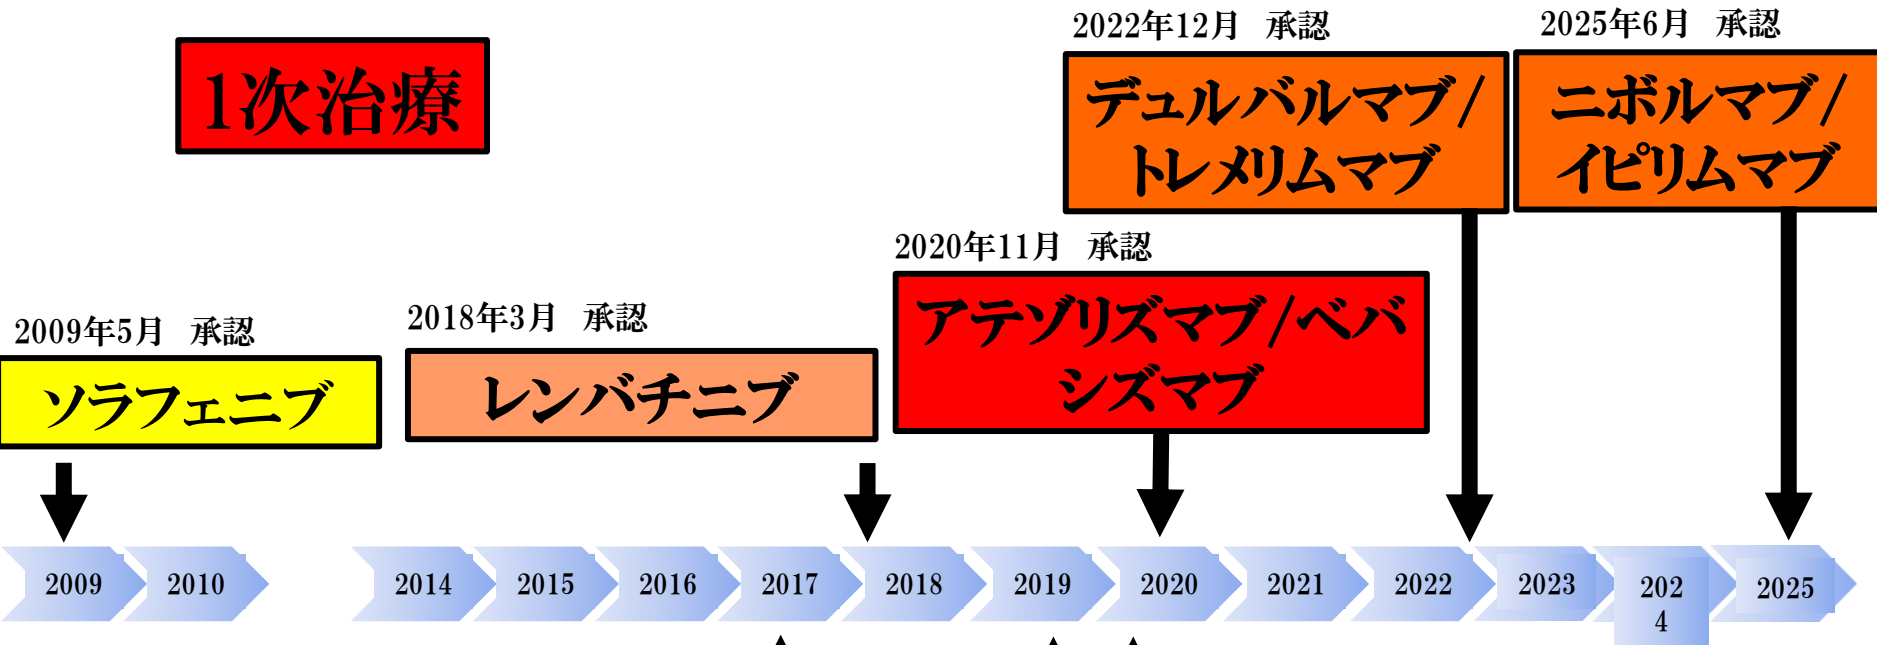 2022年12月 承認
2025年6月 承認
1次治療
デュルバルマブ/
トレメリムマブ
ニボルマブ/
イピリムマブ
2020年11月 承認
アテゾリズマブ/ベバ
シズマブ
2009年5月 承認
ソラフェニブ
2018年3月 承認
レンバチニブ
2009
2010
2014
2015
2016
2017
2018
2019
2020
2021
2022
2023
202
4
2025